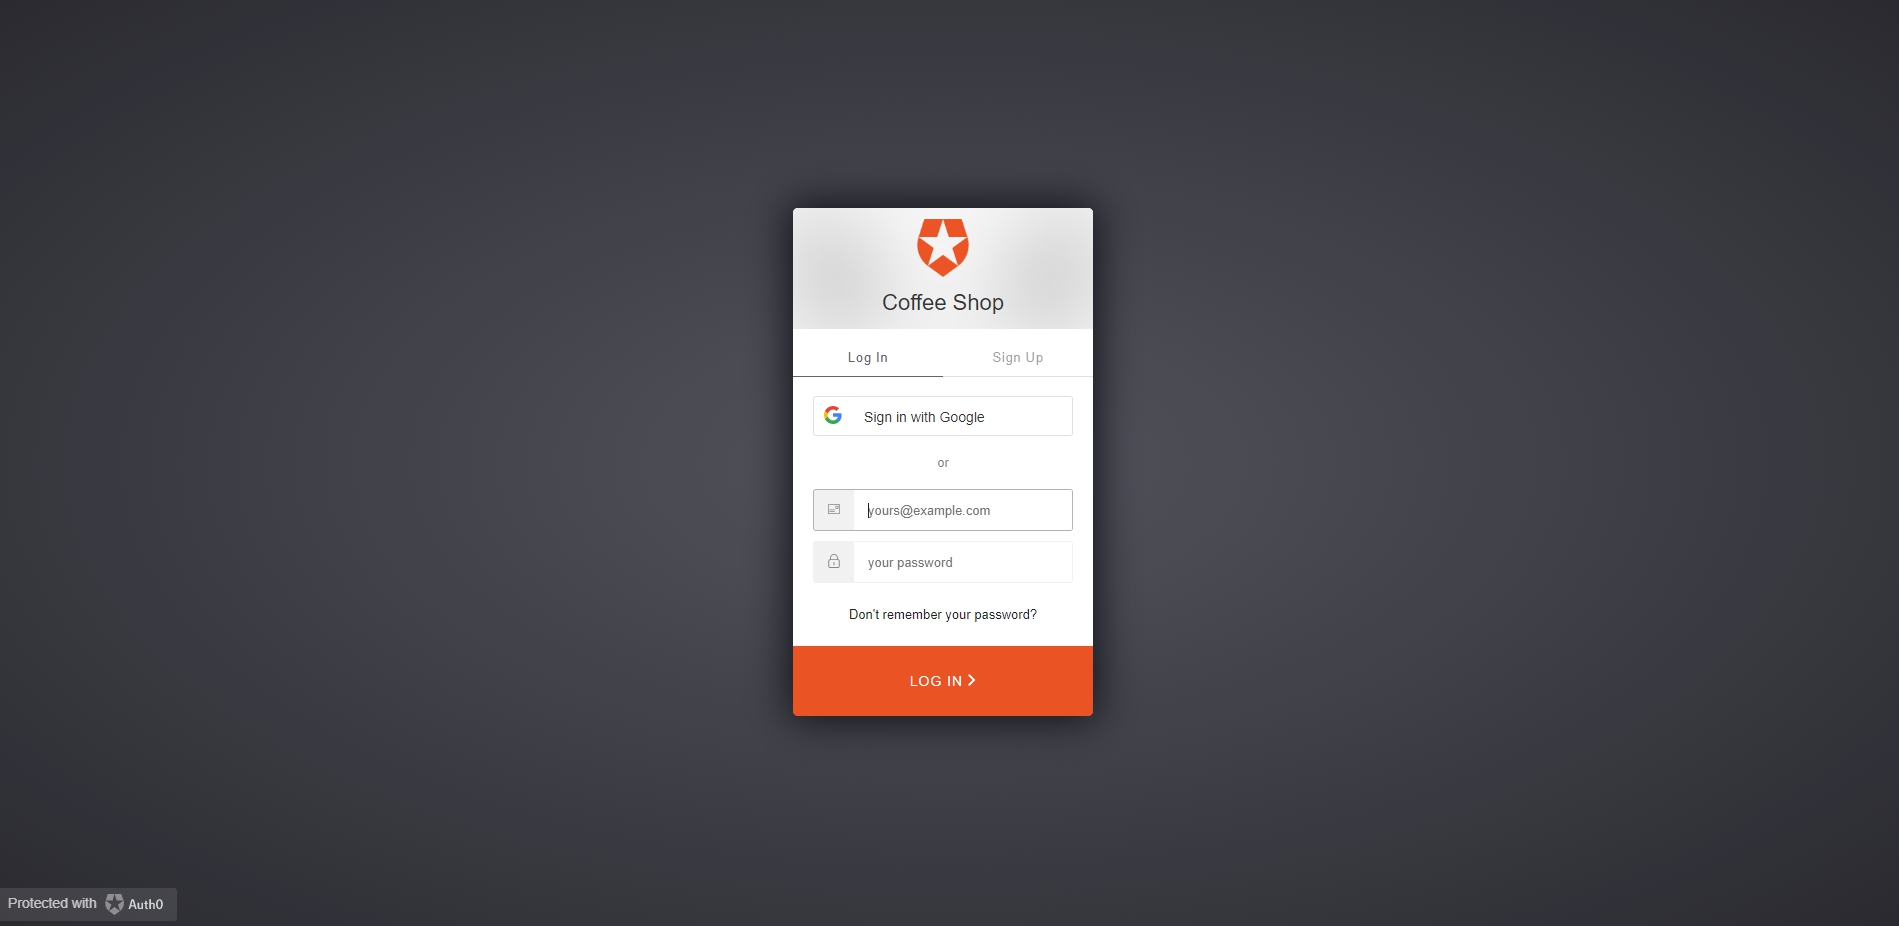 Coffee Shop
Log In
Sign Up
Sign in with Google
or
yours@example.com
your password
Don't remember your password?
LOG IN
Protected with Auth0